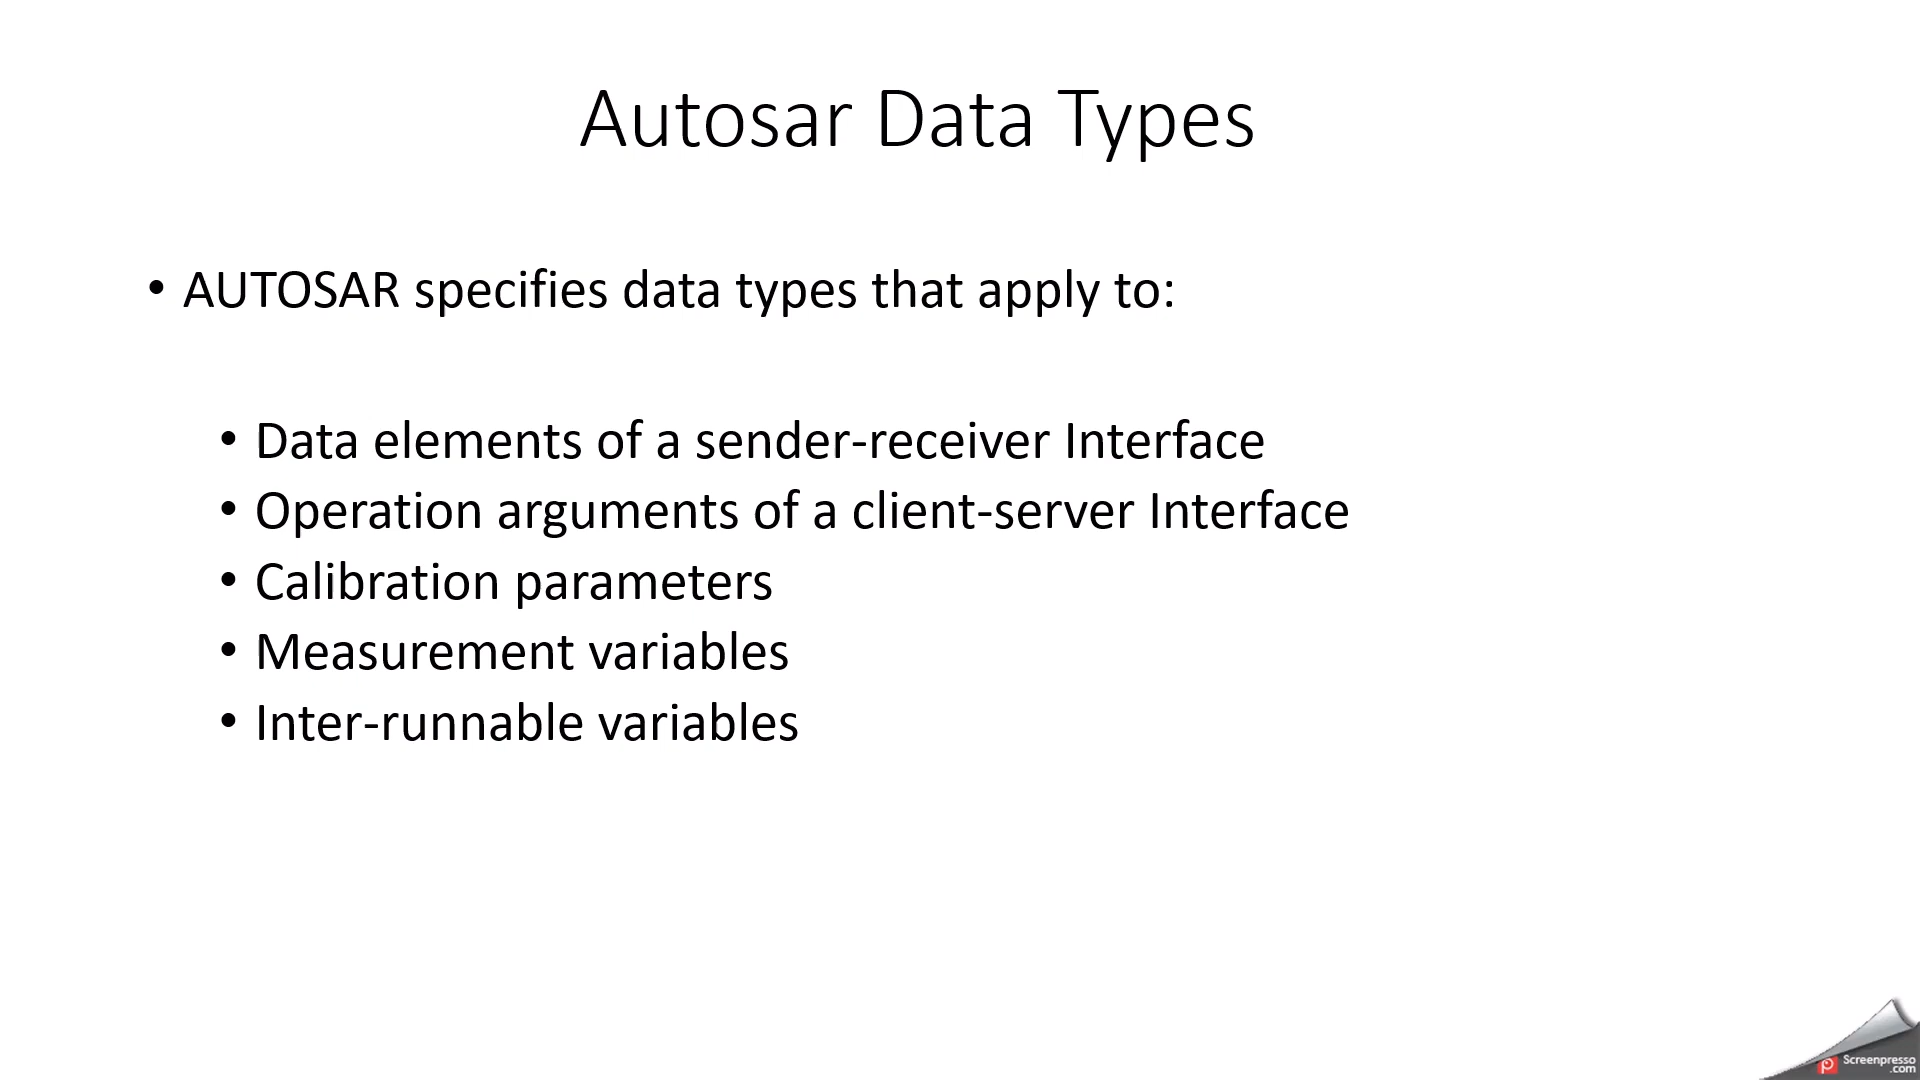 Autosar Data Types
• AUTOSAR specifies data types that apply to:
• Data elements of a sender-receiver Interface
• Operation arguments of a client-server Interface
• Calibration parameters
• Measurement variables
• Inter-runnable variables
Screenpresso
.com